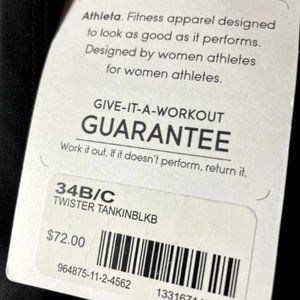 Athleta. Fitness apparel designed
to look as good as it performs.
Designed by women athletes
for women athletes.
GIVE-IT-A-WORKOUT
GUARANTEE
Work it out. If it doesn't perform, return it.
34B/C
TWISTER TANKINBLKB
$72.00
964875-11-2-4562